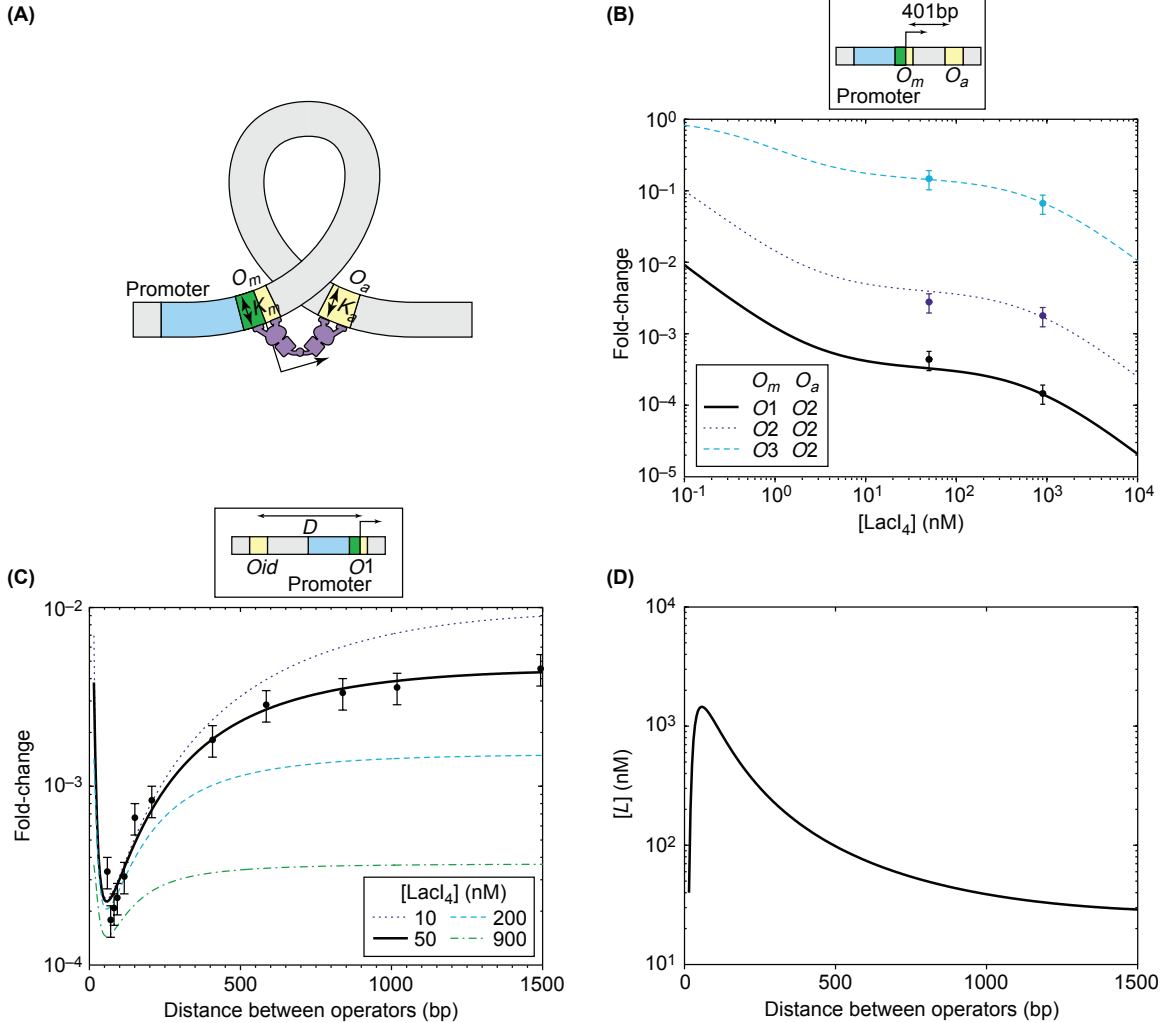 (A)
Promoter
Om
Oa
Km
Ka
(B)
401bp
Om Oa
Promoter
Fold-change
10^0
10^-1
10^-2
10^-3
10^-4
10^-5
Om Oa
O1 O2
O2 O2
O3 O2
10^-1 10^0 10^1 10^2 10^3 10^4
[LacI4] (nM)
(C)
D
Oid O1
Promoter
Fold-change
10^-2
10^-3
10^-4
[LacI4] (nM)
10 200
50 900
0 500 1000 1500
Distance between operators (bp)
(D)
[L] (nM)
10^4
10^3
10^2
10^1
0 500 1000 1500
Distance between operators (bp)